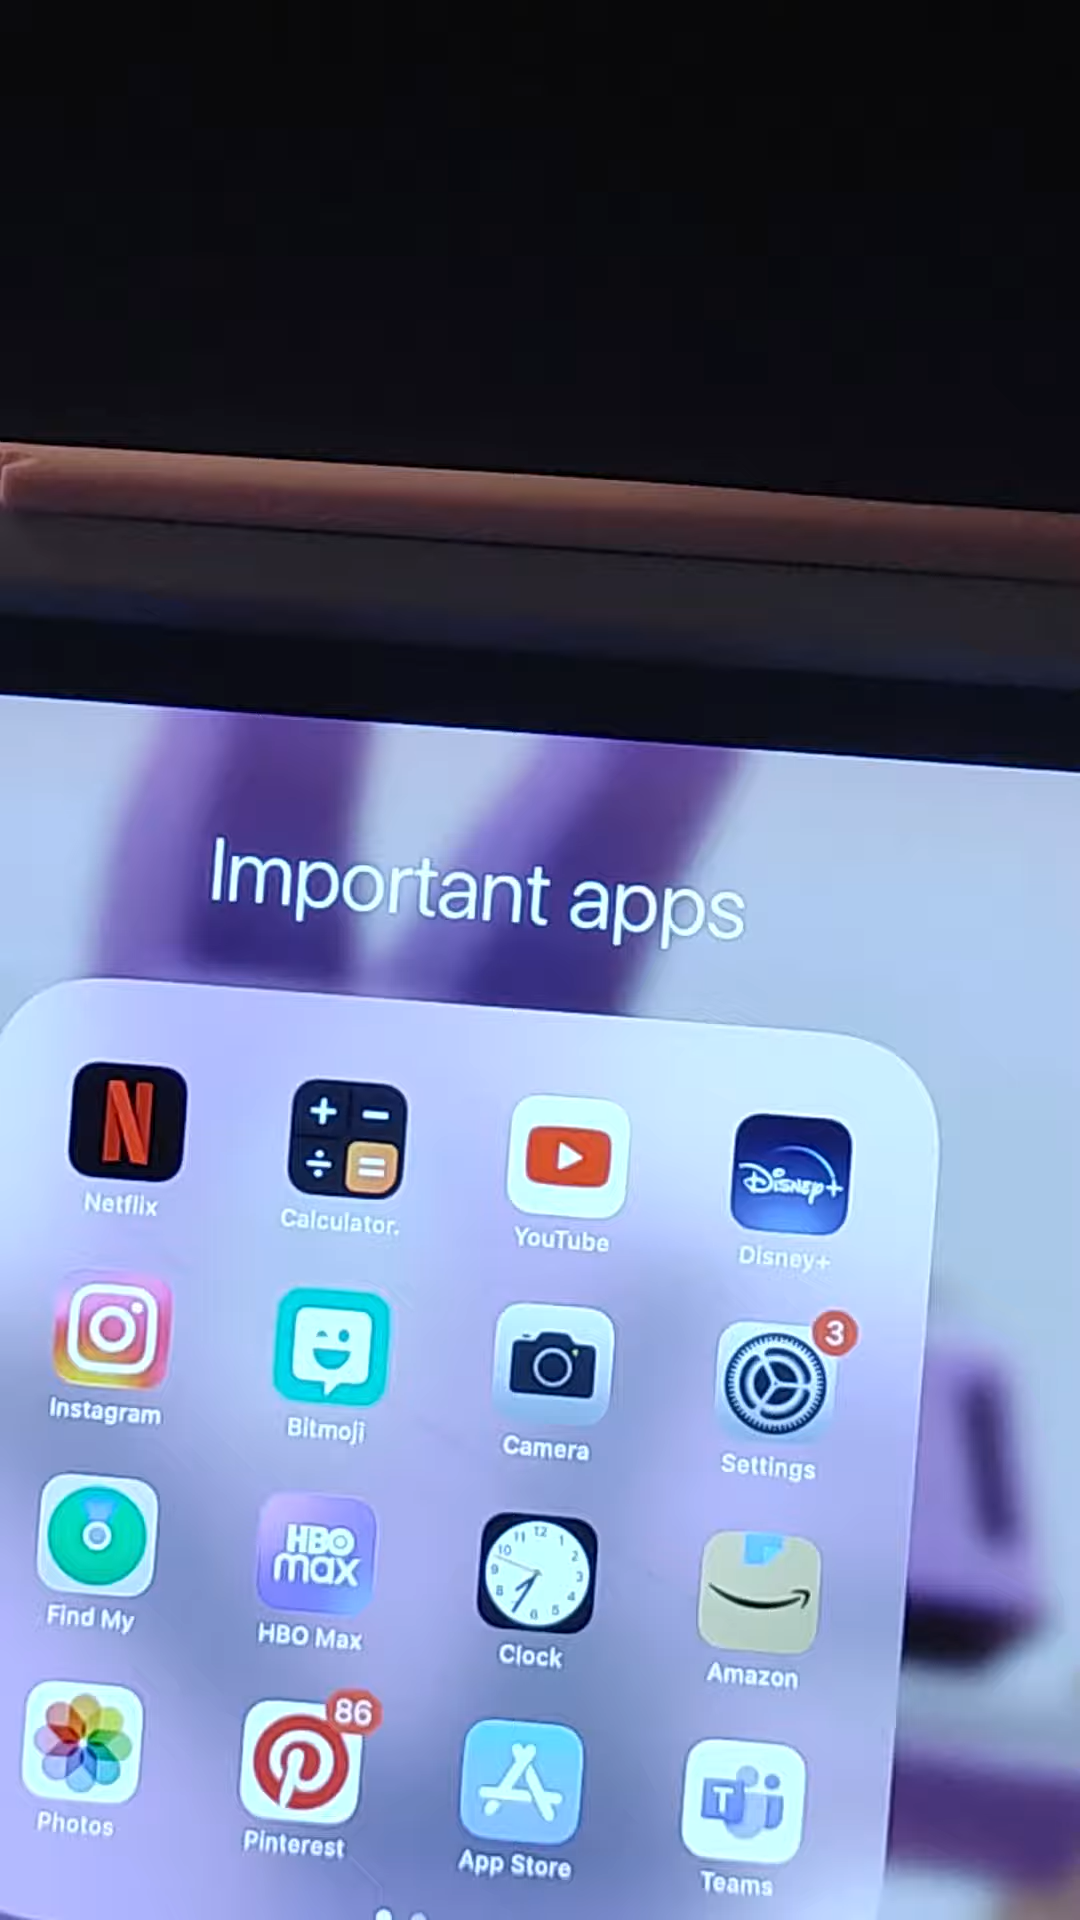 Important apps
Netflix Calculator. YouTube Disney+
Disney+
3
Instagram Bitmoji Camera Settings
HBO
max
Find My HBO Max Clock Amazon
86
T
Photos Pinterest App Store Teams